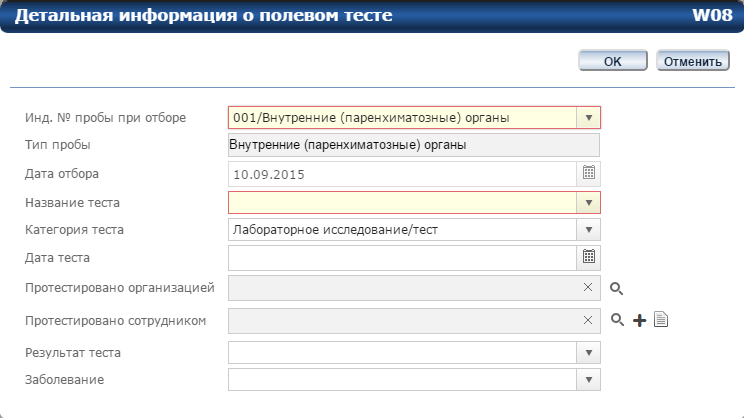 Детальная информация о полевом тесте W08
OK Отменить
Инд. № пробы при отборе 001/Внутренние (паренхиматозные) органы
Тип пробы Внутренние (паренхиматозные) органы
Дата отбора 10.09.2015
Название теста
Категория теста Лабораторное исследование/тест
Дата теста
Протестировано организацией
Протестировано сотрудником
Результат теста
Заболевание